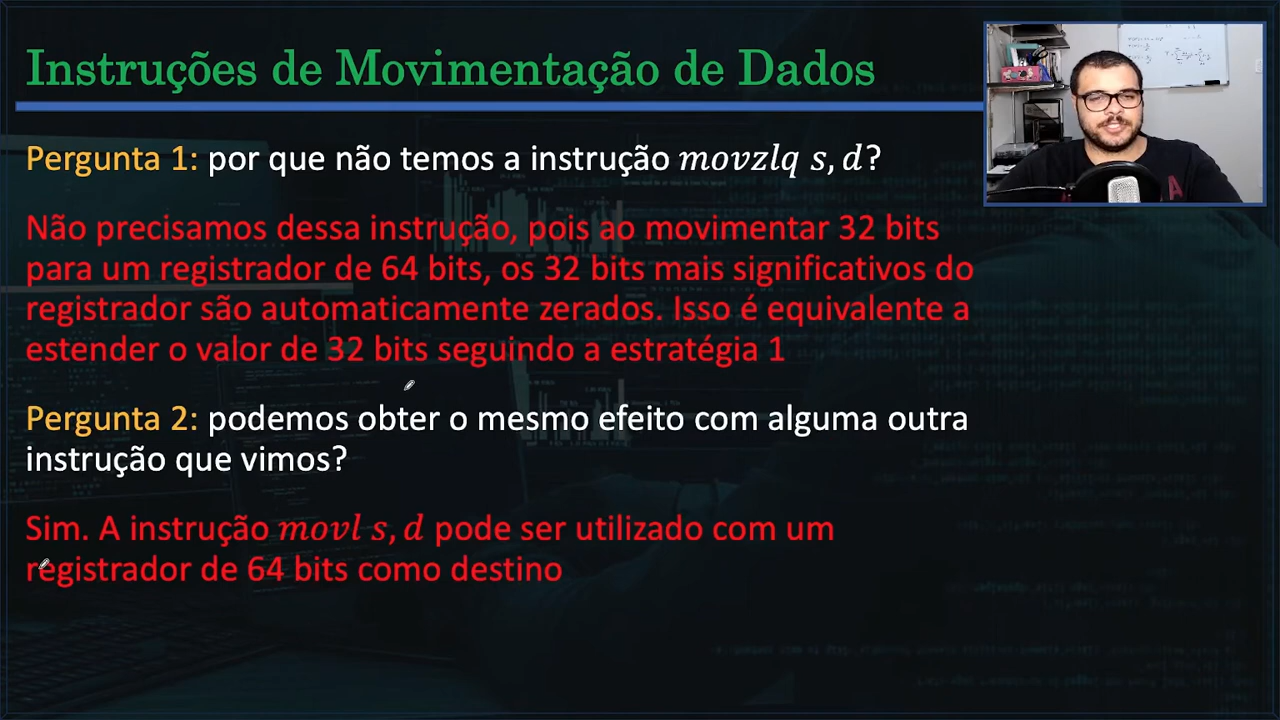 Instruções de Movimentação de Dados
Pergunta 1: por que não temos a instrução movzlq s, d?
Não precisamos dessa instrução, pois ao movimentar 32 bits
para um registrador de 64 bits, os 32 bits mais significativos do
registrador são automaticamente zerados. Isso é equivalente a
estender o valor de 32 bits seguindo a estratégia 1
Pergunta 2: podemos obter o mesmo efeito com alguma outra
instrução que vimos?
Sim. A instrução movl s, d pode ser utilizado com um
registrador de 64 bits como destino